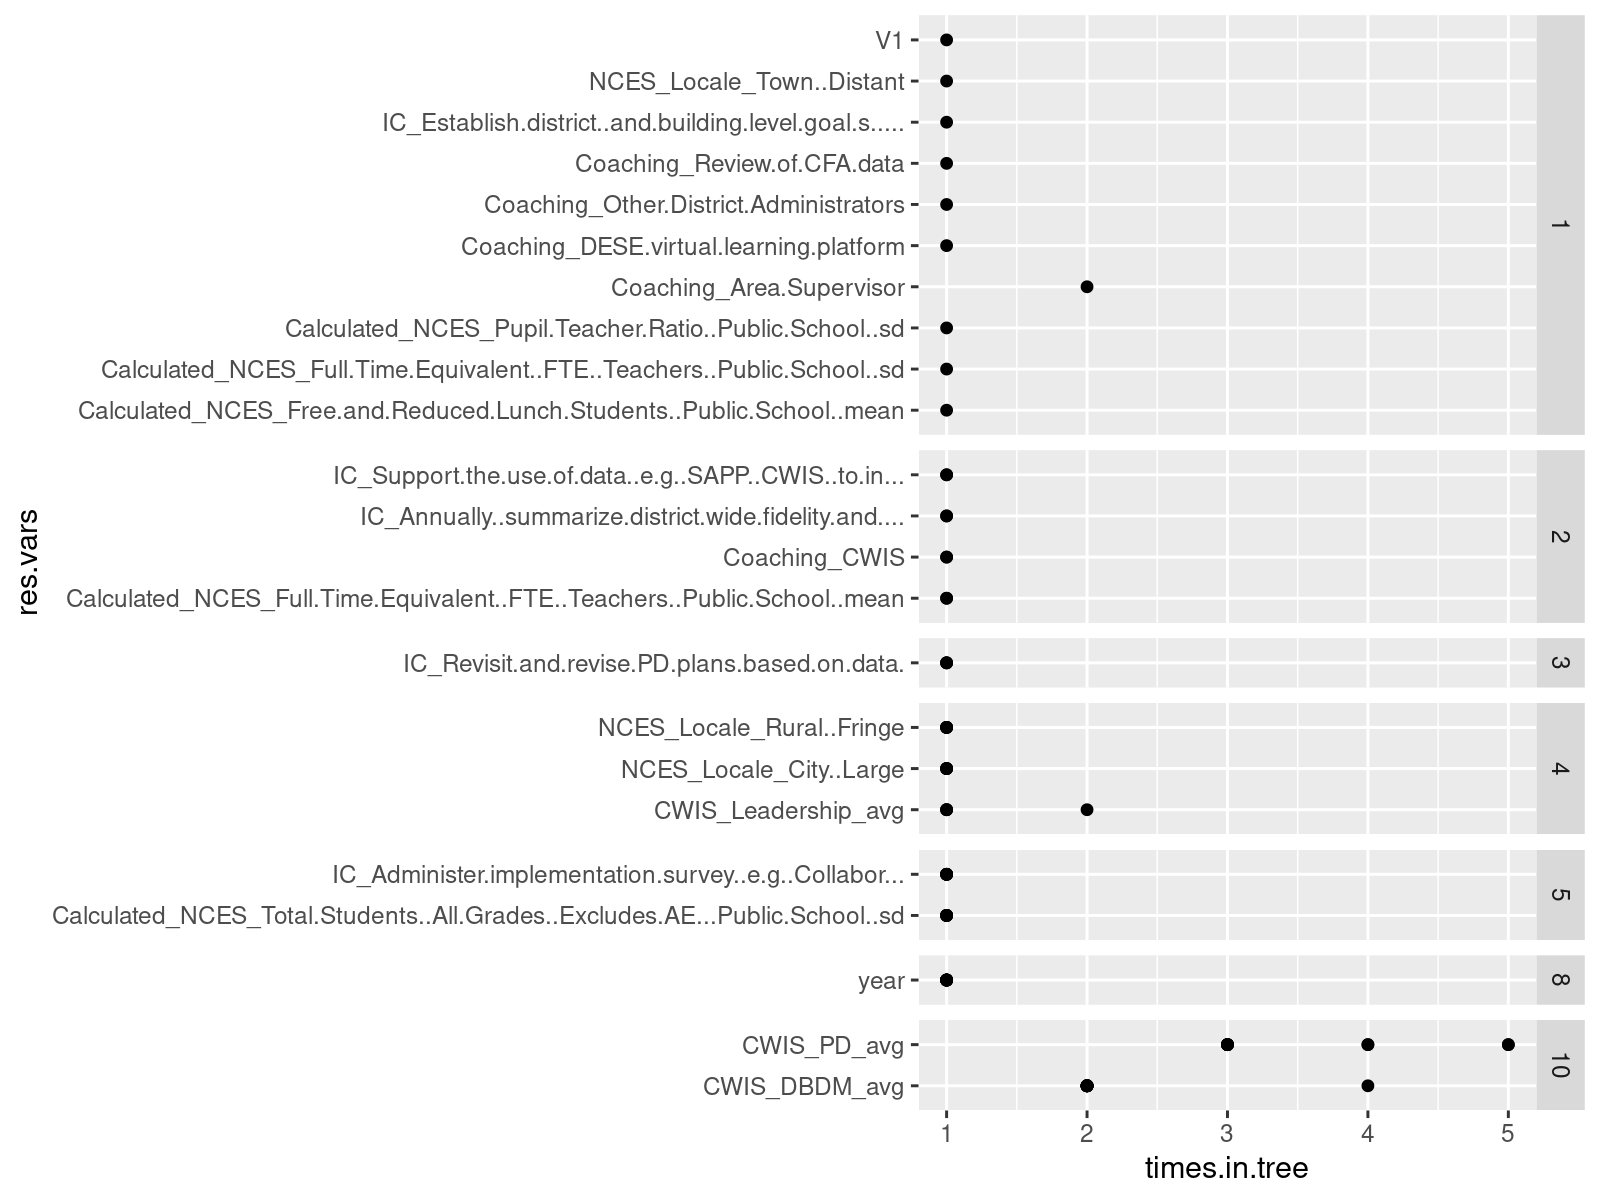 V1
NCES_Locale_Town..Distant
IC_Establish.district..and.building.level.goal.s.....
Coaching_Review.of.CFA.data
Coaching_Other.District.Administrators
Coaching_DESE.virtual.learning.platform
Coaching_Area.Supervisor
Calculated_NCES_Pupil.Teacher.Ratio..Public.School..sd
Calculated_NCES_Full.Time.Equivalent..FTE..Teachers..Public.School..sd
Calculated_NCES_Free.and.Reduced.Lunch.Students..Public.School..mean
1
IC_Support.the.use.of.data..e.g..SAPP..CWIS..to.in...
IC_Annually..summarize.district.wide.fidelity.and....
Coaching_CWIS
Calculated_NCES_Full.Time.Equivalent..FTE..Teachers..Public.School..mean
2
IC_Revisit.and.revise.PD.plans.based.on.data.
3
NCES_Locale_Rural..Fringe
NCES_Locale_City..Large
CWIS_Leadership_avg
4
IC_Administer.implementation.survey..e.g..Collabor...
Calculated_NCES_Total.Students..All.Grades..Excludes.AE...Public.School..sd
5
year
8
CWIS_PD_avg
CWIS_DBDM_avg
10
1 2 3 4 5
times.in.tree
res.vars